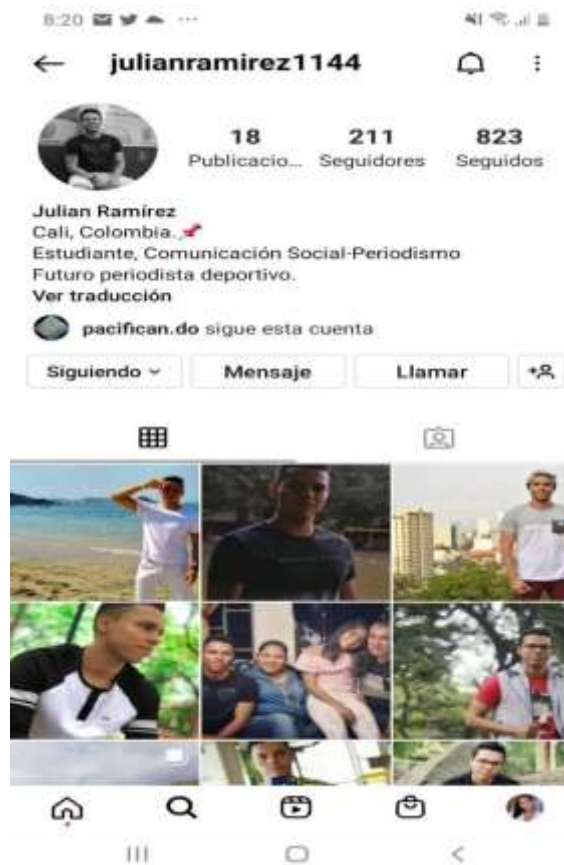 8:20
julianramirez1144
18 211 823
Publicacio... Seguidores Seguidos
Julian Ramírez
Cali, Colombia.
Estudiante, Comunicación Social-Periodismo
Futuro periodista deportivo.
Ver traducción
pacifican.do sigue esta cuenta
Siguiendo Mensaje Llamar